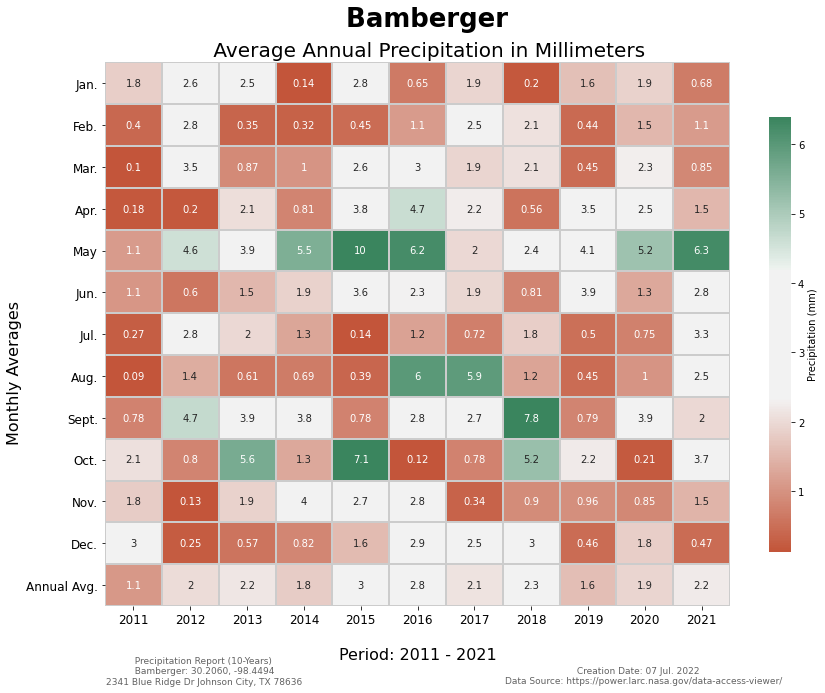 Bamberger
Average Annual Precipitation in Millimeters
Jan. 1.8 2.6 2.5 0.14 2.8 0.65 1.9 0.2 1.6 1.9 0.68
Feb. 0.4 2.8 0.35 0.32 0.45 1.1 2.5 2.1 0.44 1.5 1.1
Mar. 0.1 3.5 0.87 1 2.6 3 1.9 2.1 0.45 2.3 0.85
Apr. 0.18 0.2 2.1 0.81 3.8 4.7 2.2 0.56 3.5 2.5 1.5
May 1.1 4.6 3.9 5.5 10 6.2 2 2.4 4.1 5.2 6.3
Jun. 1.1 0.6 1.5 1.9 3.6 2.3 1.9 0.81 3.9 1.3 2.8
Jul. 0.27 2.8 2 1.3 0.14 1.2 0.72 1.8 0.5 0.75 3.3
Aug. 0.09 1.4 0.61 0.69 0.39 6 5.9 1.2 0.45 1 2.5
Sept. 0.78 4.7 3.9 3.8 0.78 2.8 2.7 7.8 0.79 3.9 2
Oct. 2.1 0.8 5.6 1.3 7.1 0.12 0.78 5.2 2.2 0.21 3.7
Nov. 1.8 0.13 1.9 4 2.7 2.8 0.34 0.9 0.96 0.85 1.5
Dec. 3 0.25 0.57 0.82 1.6 2.9 2.5 3 0.46 1.8 0.47
Annual Avg. 1.1 2 2.2 1.8 3 2.8 2.1 2.3 1.6 1.9 2.2
2011 2012 2013 2014 2015 2016 2017 2018 2019 2020 2021
Monthly Averages
6
5
4
3
2
1
Precipitation (mm)
Period: 2011 - 2021
Precipitation Report (10-Years)
Bamberger: 30.2060, -98.4494
2341 Blue Ridge Dr Johnson City, TX 78636
Creation Date: 07 Jul. 2022
Data Source: https://power.larc.nasa.gov/data-access-viewer/